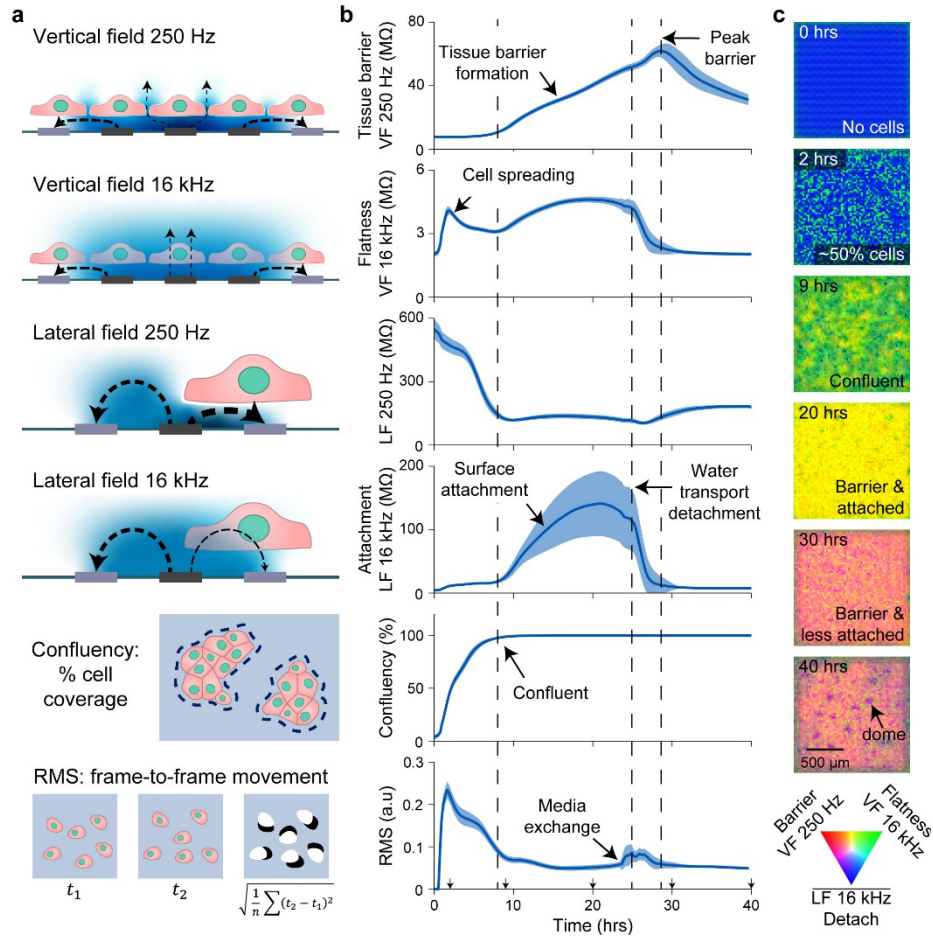 a
Vertical field 250 Hz
Vertical field 16 kHz
Lateral field 250 Hz
Lateral field 16 kHz
Confluency:
% cell
coverage
RMS: frame-to-frame movement
t₁
t₂
√(1/n ∑(t₂ − t₁)²)
b
Tissue barrier
VF 250 Hz (MΩ)
80
40
0
Tissue barrier
formation
Peak
barrier
Flatness
VF 16 kHz (MΩ)
6
3
0
Cell spreading
LF 250 Hz (MΩ)
600
300
0
Attachment
LF 16 kHz (MΩ)
200
100
0
Surface
attachment
Water
transport
detachment
Confluency (%)
100
50
0
Confluent
RMS (a.u)
0.2
0.1
0
Media
exchange
0
10
20
30
40
Time (hrs)
c
0 hrs
No cells
2 hrs
~50% cells
9 hrs
Confluent
20 hrs
Barrier &
attached
30 hrs
Barrier &
less attached
40 hrs
dome
500 µm
Barrier
VF 250 Hz
Flatness
VF 16 kHz
LF 16 kHz
Detach